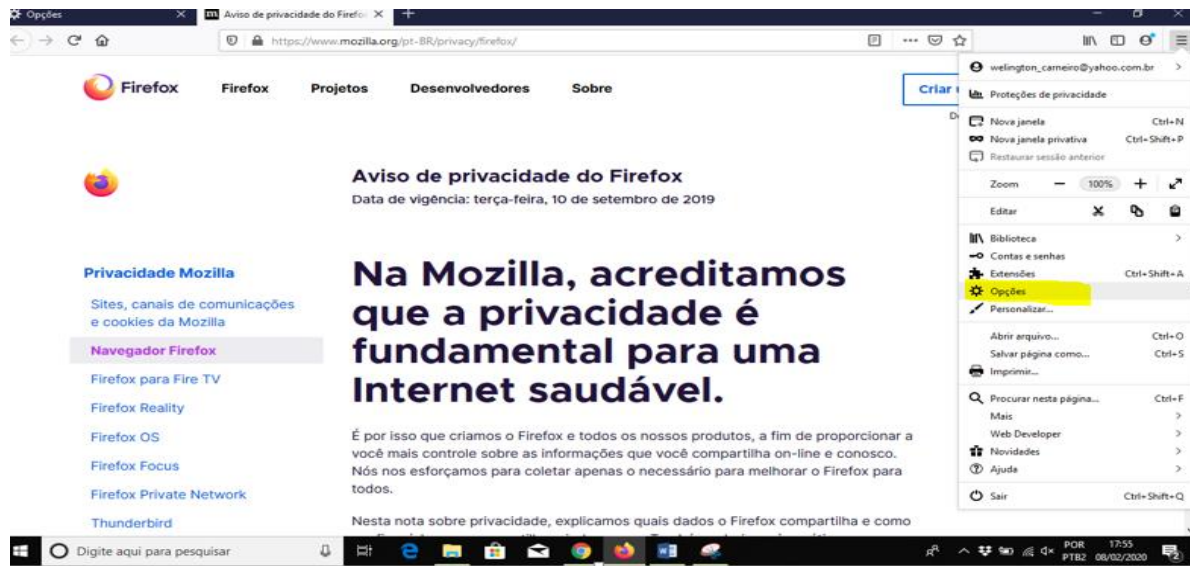 Opções
Aviso de privacidade do Firefo
https://www.mozilla.org/pt-BR/privacy/firefox/
Firefox
Firefox
Projetos
Desenvolvedores
Sobre
Criar
Aviso de privacidade do Firefox
Data de vigência: terça-feira, 10 de setembro de 2019
Privacidade Mozilla
Sites, canais de comunicações
e cookies da Mozilla
Navegador Firefox
Firefox para Fire TV
Firefox Reality
Firefox OS
Firefox Focus
Firefox Private Network
Thunderbird
Na Mozilla, acreditamos
que a privacidade é
fundamental para uma
Internet saudável.
É por isso que criamos o Firefox e todos os nossos produtos, a fim de proporcionar a
você mais controle sobre as informações que você compartilha on-line e conosco.
Nós nos esforçamos para coletar apenas o necessário para melhorar o Firefox para
todos.
Nesta nota sobre privacidade, explicamos quais dados o Firefox compartilha e como
welington_carneiro@yahoo.com.br
Proteções de privacidade
Nova janela Ctrl+N
Nova janela privativa Ctrl+Shift+P
Restaurar sessão anterior
Zoom 100%
Editar
Biblioteca
Contas e senhas
Extensões Ctrl+Shift+A
Opções
Personalizar...
Abrir arquivo... Ctrl+O
Salvar página como... Ctrl+S
Imprimir...
Procurar nesta página... Ctrl+F
Mais
Web Developer
Novidades
Ajuda
Sair Ctrl+Shift+Q
Digite aqui para pesquisar
POR 17:55
PTB2 08/02/2020